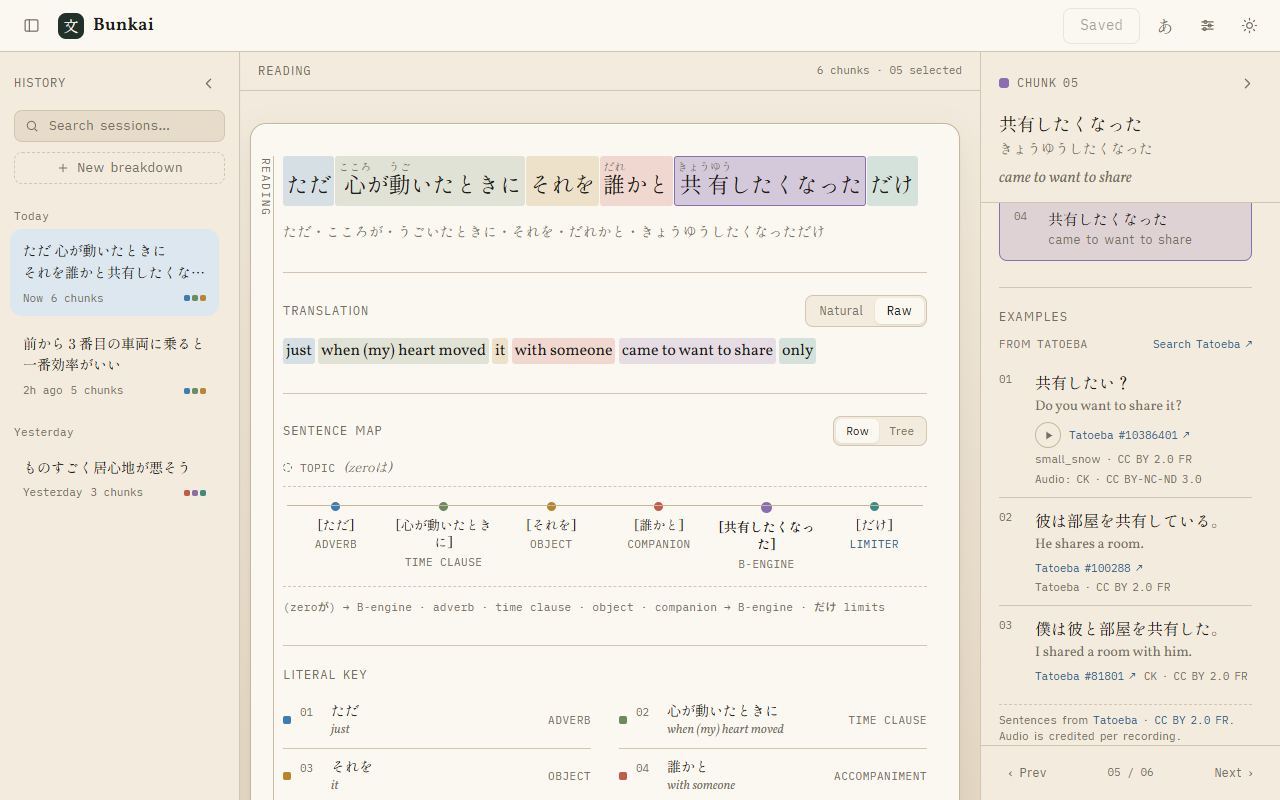 文 Bunkai
Saved
あ
HISTORY
Search sessions...
+ New breakdown
Today
ただ 心が動いたときに
それを誰かと共有したくな…
Now 6 chunks
前から３番目の車両に乗ると
一番効率がいい
2h ago 5 chunks
Yesterday
ものすごく居心地が悪そう
Yesterday 3 chunks
READING
6 chunks · 05 selected
READING
こころ うご だれ きょうゆう
ただ 心が動いたときに それを 誰かと 共有したくなった だけ
ただ・こころが・うごいたときに・それを・だれかと・きょうゆうしたくなっただけ
TRANSLATION
Natural Raw
just when (my) heart moved it with someone came to want to share only
SENTENCE MAP
Row Tree
TOPIC (zeroは)
[ただ]
ADVERB
[心が動いたとき
に]
TIME CLAUSE
[それを]
OBJECT
[誰かと]
COMPANION
[共有したくなっ
た]
B-ENGINE
[だけ]
LIMITER
(zeroが) → B-engine · adverb · time clause · object · companion → B-engine · だけ limits
LITERAL KEY
01 ただ ADVERB
just
02 心が動いたときに TIME CLAUSE
when (my) heart moved
03 それを OBJECT
it
04 誰かと ACCOMPANIMENT
with someone
CHUNK 05
共有したくなった
きょうゆうしたくなった
came to want to share
04 共有したくなった
came to want to share
EXAMPLES
FROM TATOEBA Search Tatoeba ↗
01 共有したい？
Do you want to share it?
Tatoeba #10386401 ↗
small_snow · CC BY 2.0 FR
Audio: CK · CC BY-NC-ND 3.0
02 彼は部屋を共有している。
He shares a room.
Tatoeba #100288 ↗
Tatoeba · CC BY 2.0 FR
03 僕は彼と部屋を共有した。
I shared a room with him.
Tatoeba #81801 ↗ CK · CC BY 2.0 FR
Sentences from Tatoeba · CC BY 2.0 FR.
Audio is credited per recording.
‹ Prev 05 / 06 Next ›